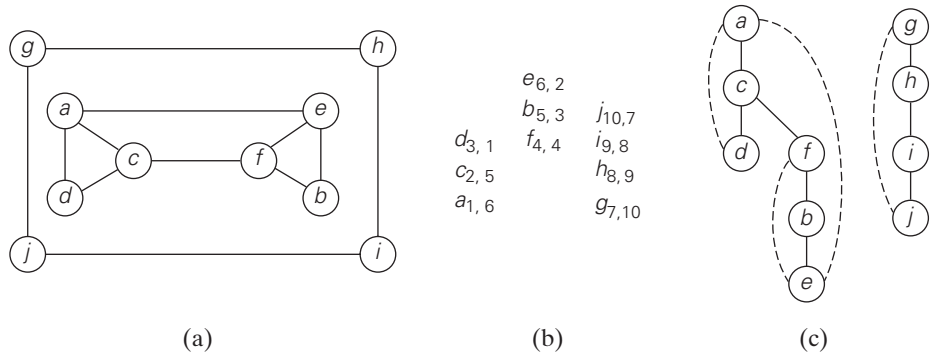 g h
a e
c f
d b
j i
(a)
e6, 2
b5, 3 j10,7
d3, 1 f4, 4 i9, 8
c2, 5 h8, 9
a1, 6 g7,10
(b)
a g
c h
d f i
b j
e
(c)